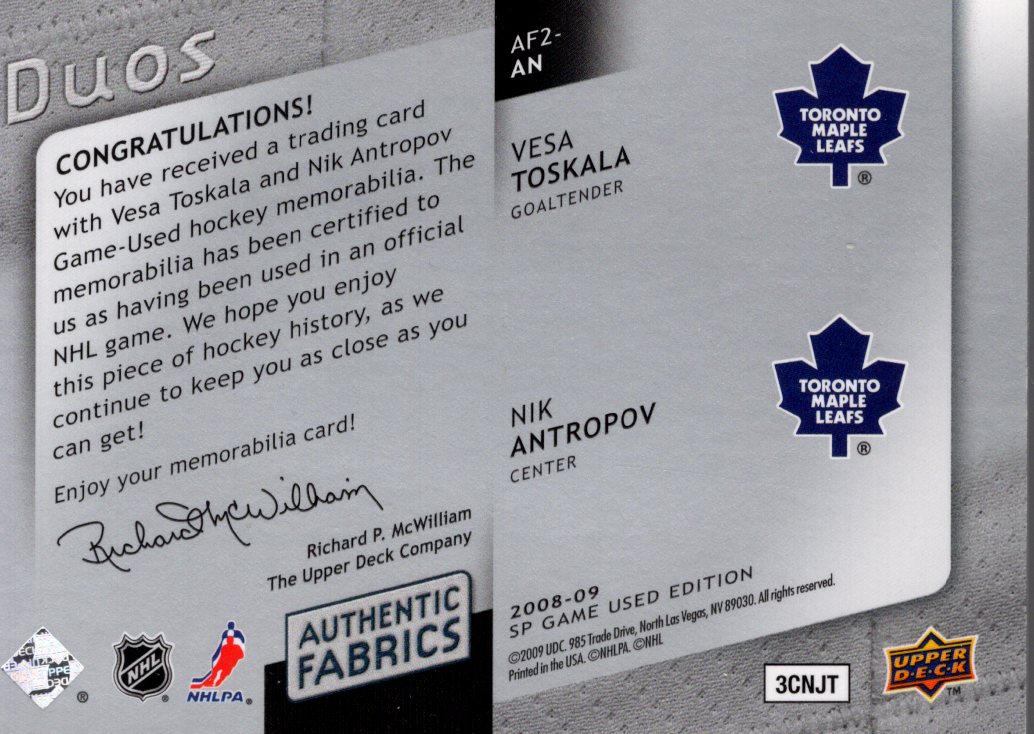 Duos
CONGRATULATIONS!
You have received a trading card
with Vesa Toskala and Nik Antropov
Game-Used hockey memorabilia. The
memorabilia has been certified to
us as having been used in an official
NHL game. We hope you enjoy
this piece of hockey history, as we
continue to keep you as close as you
can get!
Enjoy your memorabilia card!
Richard McWilliam
Richard P. McWilliam
The Upper Deck Company
AUTHENTIC
FABRICS
®
NHL
®
NHLPA®
AF2-
AN
VESA
TOSKALA
GOALTENDER
TORONTO
MAPLE
LEAFS
®
NIK
ANTROPOV
CENTER
TORONTO
MAPLE
LEAFS
®
2008-09
SP GAME USED EDITION
©2009 UDC. 985 Trade Drive, North Las Vegas, NV 89030. All rights reserved.
Printed in the USA. ©NHLPA. ©NHL
3CNJT
UPPER
D·E·C·K
TM